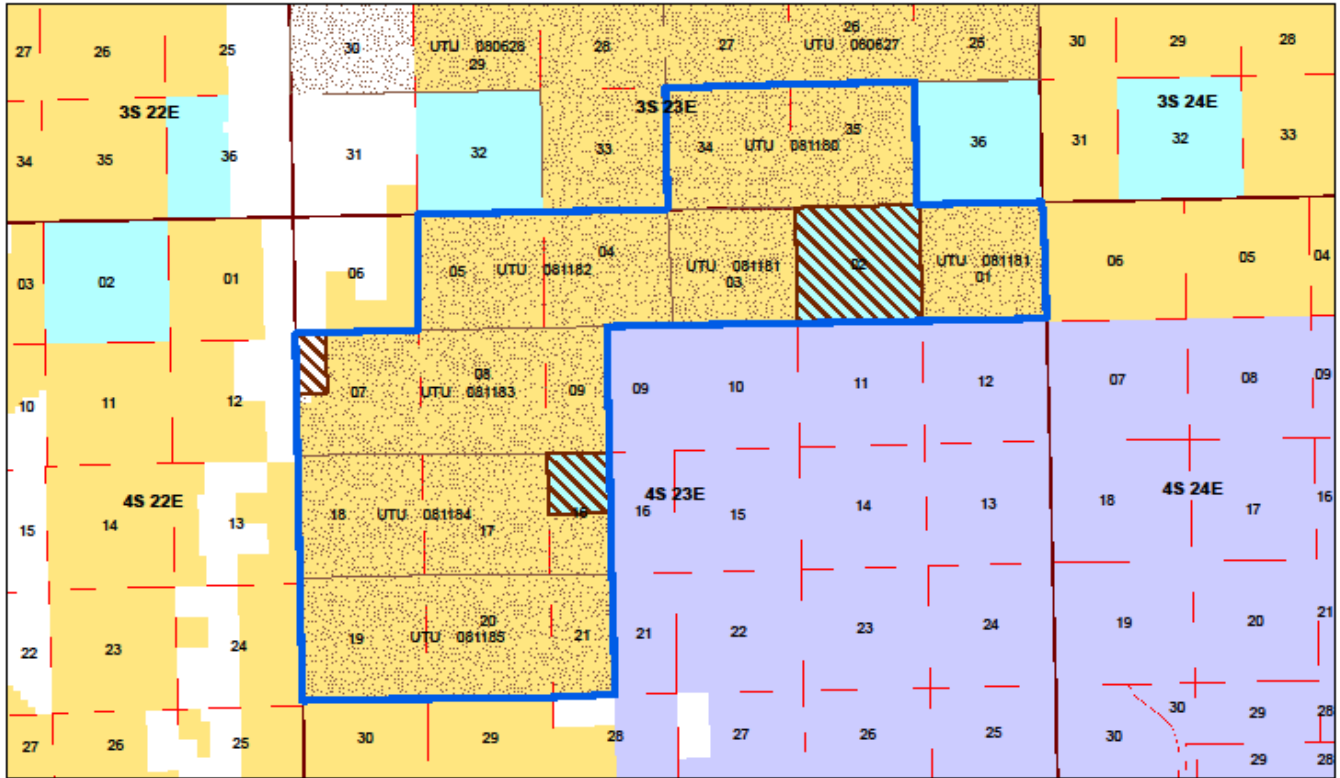 27 26 25 30 UTU 080628 29 28 27 26 UTU 080627 25 30 29 28
3S 22E 3S 23E 3S 24E
34 35 36 31 32 33 34 UTU 081180 35 36 31 32 33
03 02 01 06 05 UTU 081182 04 UTU 081181 03 02 UTU 081181 01 06 05 04
10 11 12 07 08 UTU 081183 09 09 10 11 12 07 08 09
4S 22E 4S 23E 4S 24E
15 14 13 18 UTU 081184 17 16 16 15 14 13 18 17 16
22 23 24 19 20 UTU 081185 21 21 22 23 24 19 20 21
27 26 25 30 29 28 27 26 25 30 30 29 28
29 28